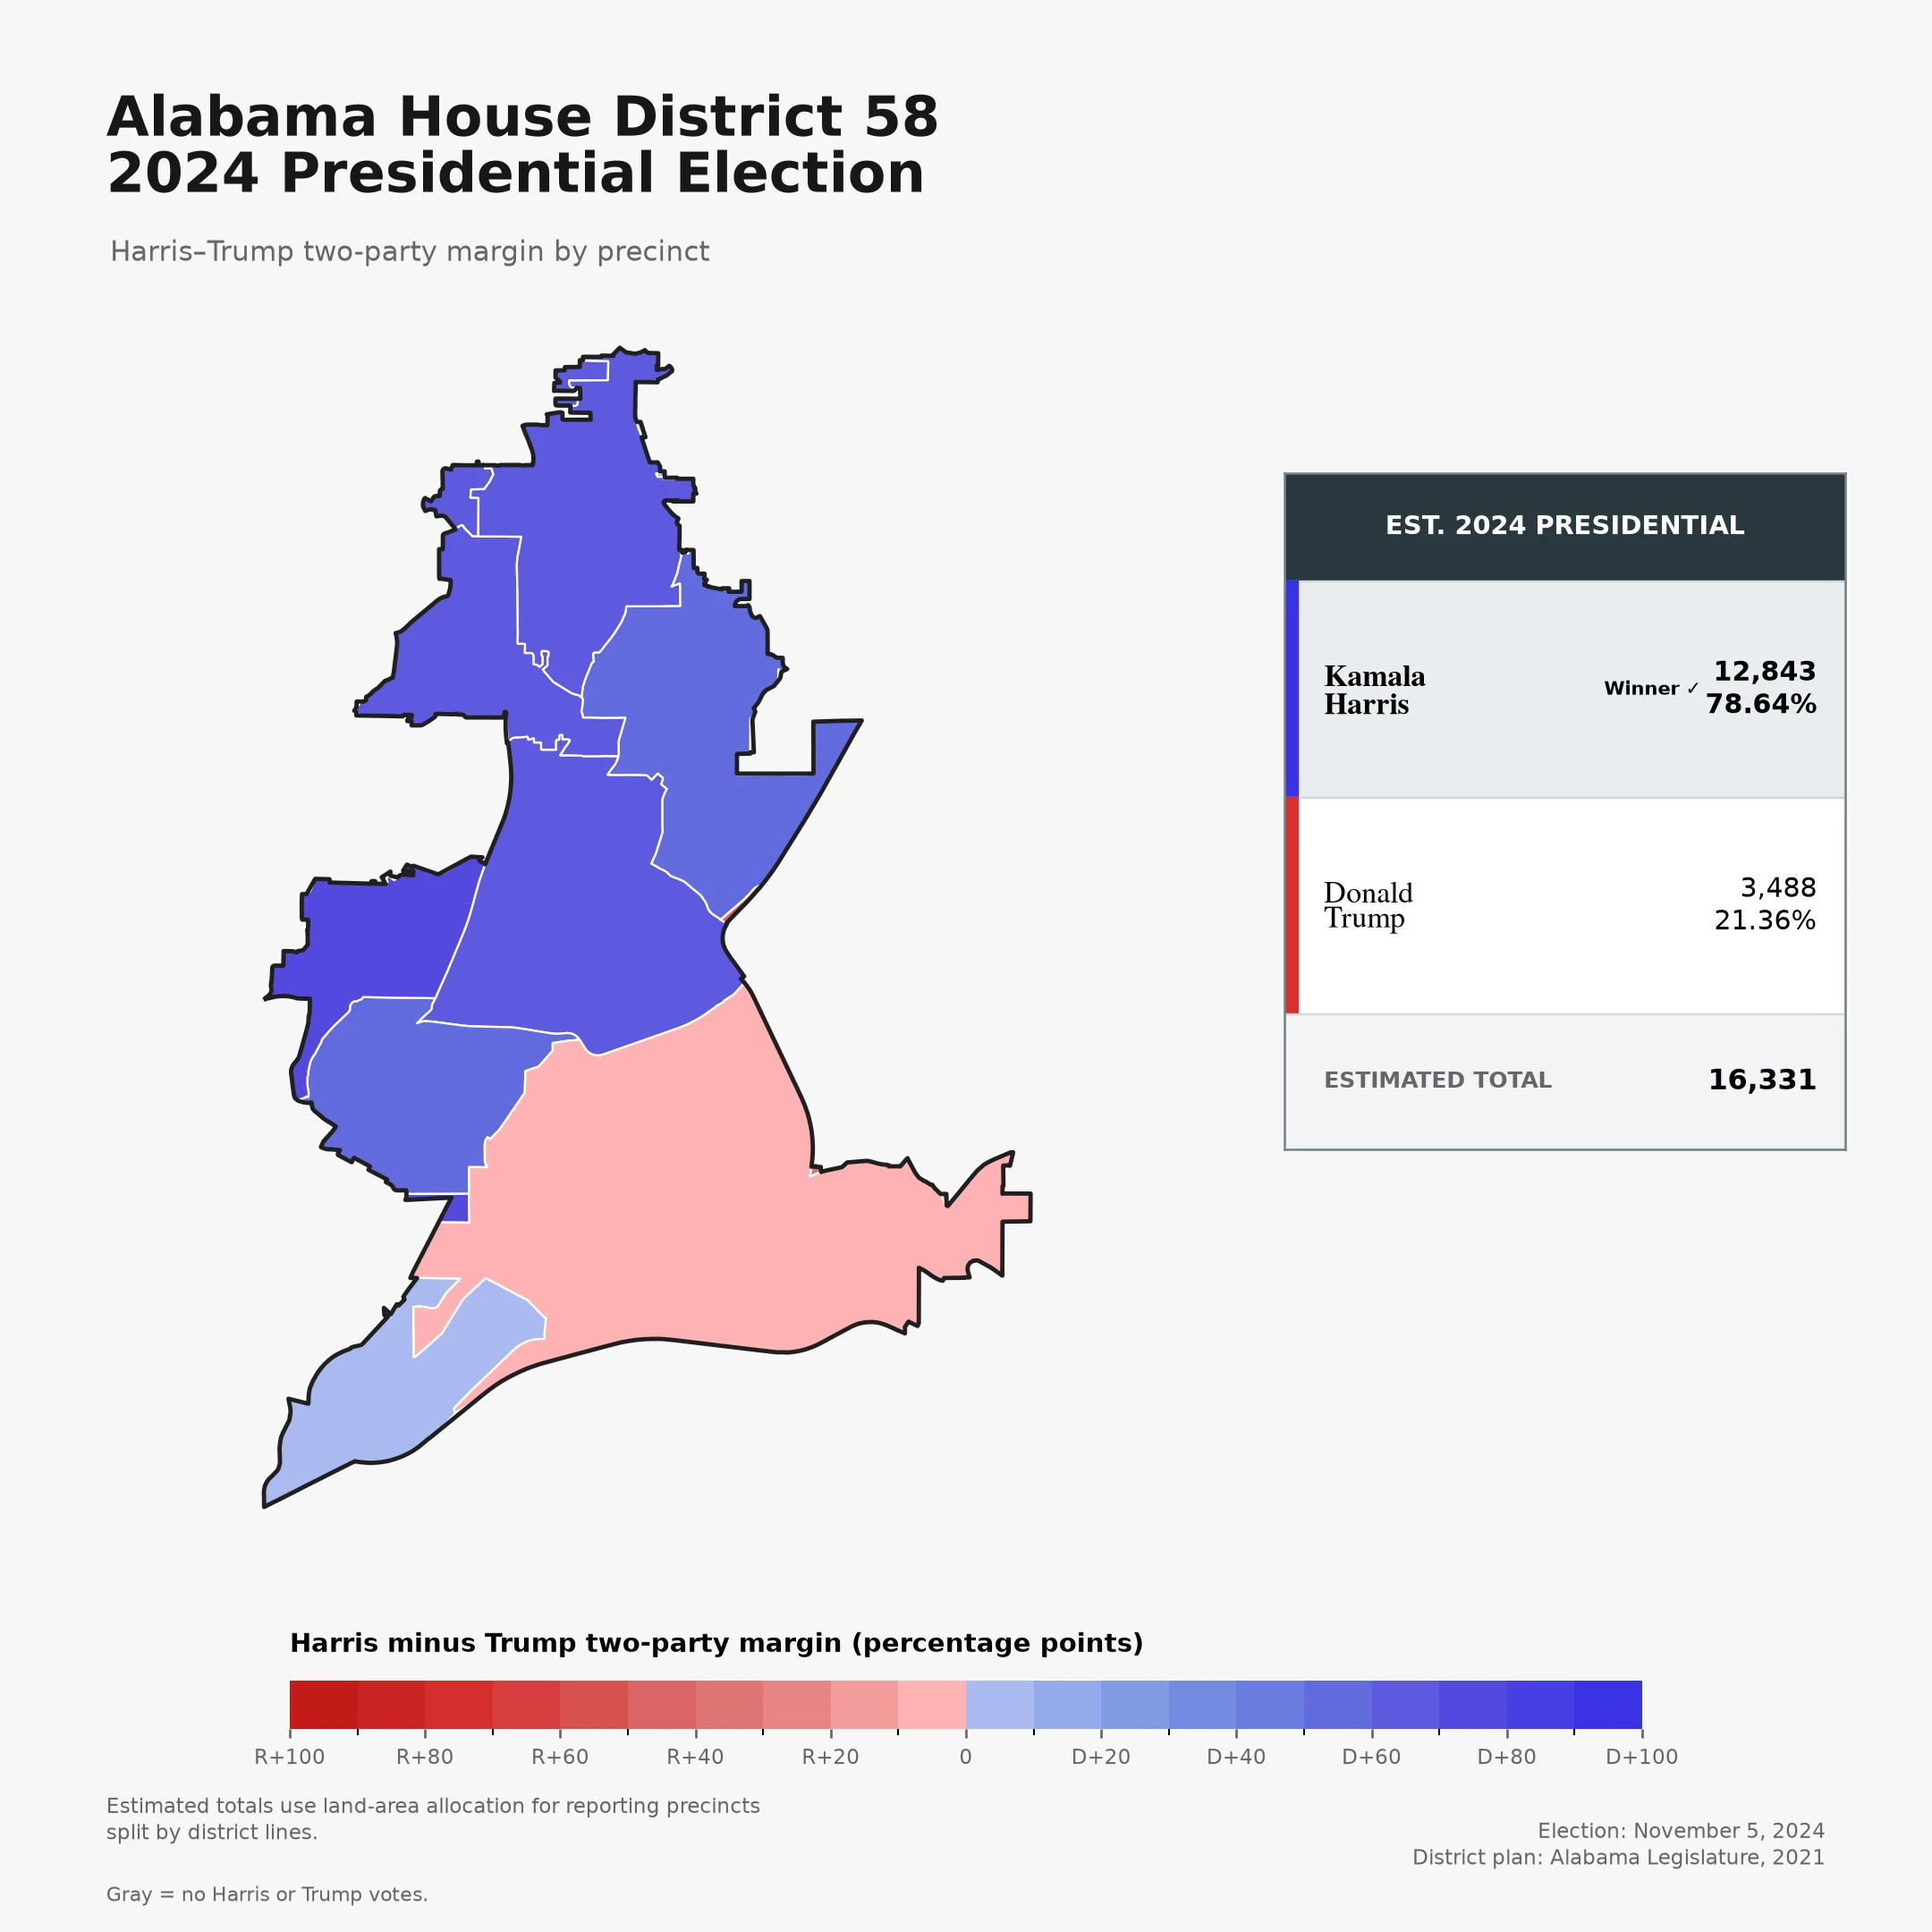 Alabama House District 58
2024 Presidential Election
Harris–Trump two-party margin by precinct
EST. 2024 PRESIDENTIAL
Kamala
Harris
Winner ✓
12,843
78.64%
Donald
Trump
3,488
21.36%
ESTIMATED TOTAL
16,331
Harris minus Trump two-party margin (percentage points)
R+100 R+80 R+60 R+40 R+20 0 D+20 D+40 D+60 D+80 D+100
Estimated totals use land-area allocation for reporting precincts
split by district lines.
Gray = no Harris or Trump votes.
Election: November 5, 2024
District plan: Alabama Legislature, 2021